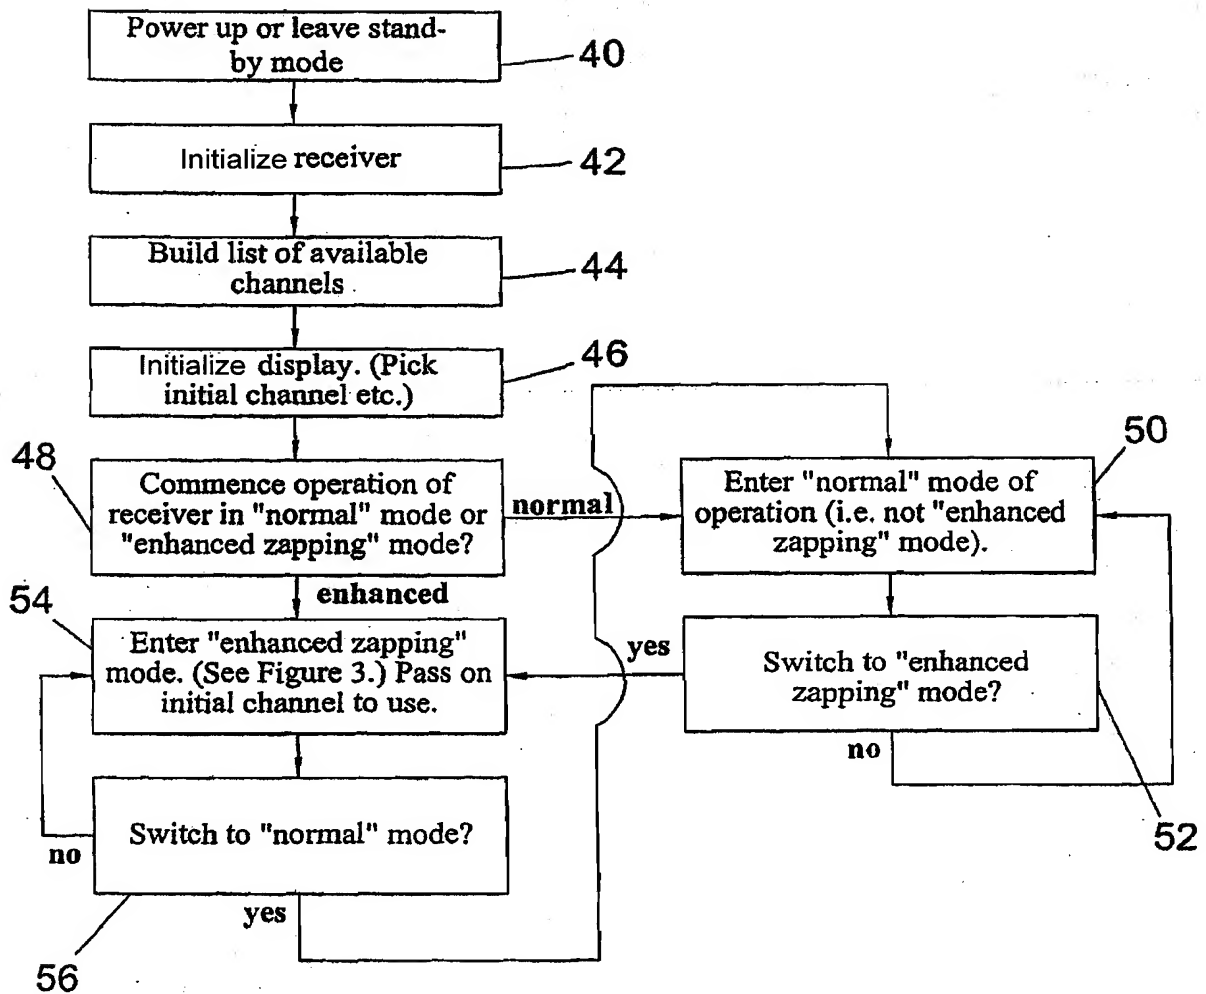 Power up or leave stand-
by mode
40
Initialize receiver
42
Build list of available
channels
44
Initialize display. (Pick
initial channel etc.)
46
48
Commence operation of
receiver in "normal" mode or
"enhanced zapping" mode?
normal
enhanced
50
Enter "normal" mode of
operation (i.e. not "enhanced
zapping" mode).
54
Enter "enhanced zapping"
mode. (See Figure 3.) Pass on
initial channel to use.
yes
Switch to "enhanced
zapping" mode?
no
52
Switch to "normal" mode?
no
yes
56